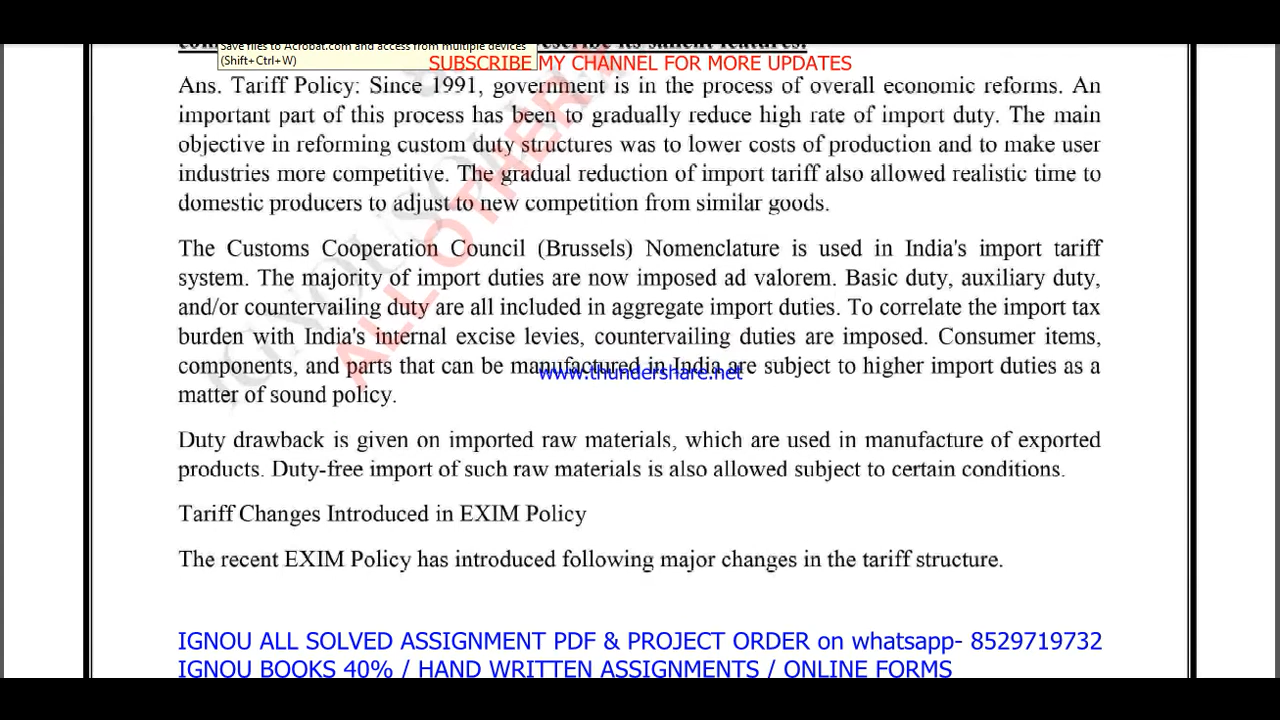 Save files to Acrobat.com and access from multiple devices
(Shift+Ctrl+W)
describe its salient features.
SUBSCRIBE MY CHANNEL FOR MORE UPDATES
Ans. Tariff Policy: Since 1991, government is in the process of overall economic reforms. An
important part of this process has been to gradually reduce high rate of import duty. The main
objective in reforming custom duty structures was to lower costs of production and to make user
industries more competitive. The gradual reduction of import tariff also allowed realistic time to
domestic producers to adjust to new competition from similar goods.
The Customs Cooperation Council (Brussels) Nomenclature is used in India's import tariff
system. The majority of import duties are now imposed ad valorem. Basic duty, auxiliary duty,
and/or countervailing duty are all included in aggregate import duties. To correlate the import tax
burden with India's internal excise levies, countervailing duties are imposed. Consumer items,
components, and parts that can be manufactured in India are subject to higher import duties as a
www.thundershare.net
matter of sound policy.
Duty drawback is given on imported raw materials, which are used in manufacture of exported
products. Duty-free import of such raw materials is also allowed subject to certain conditions.
Tariff Changes Introduced in EXIM Policy
The recent EXIM Policy has introduced following major changes in the tariff structure.
IGNOU ALL SOLVED ASSIGNMENT PDF & PROJECT ORDER on whatsapp- 8529719732
IGNOU BOOKS 40% / HAND WRITTEN ASSIGNMENTS / ONLINE FORMS
ALL OTHER